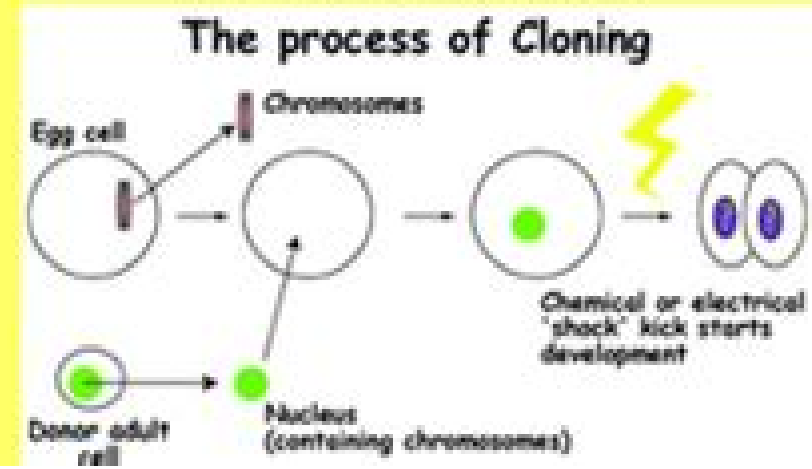 The process of Cloning
Chromosomes
Egg cell
Chemical or electrical
"shock" kick starts
development
Nucleus
(containing chromosomes)
Donor adult
cell